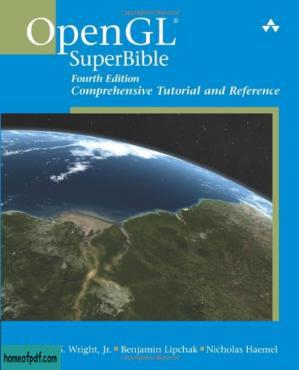 OpenGL®
SuperBible
Fourth Edition
Comprehensive Tutorial and Reference
S. Wright, Jr. ■ Benjamin Lipchak ■ Nicholas Haemel
homeofpdf.com